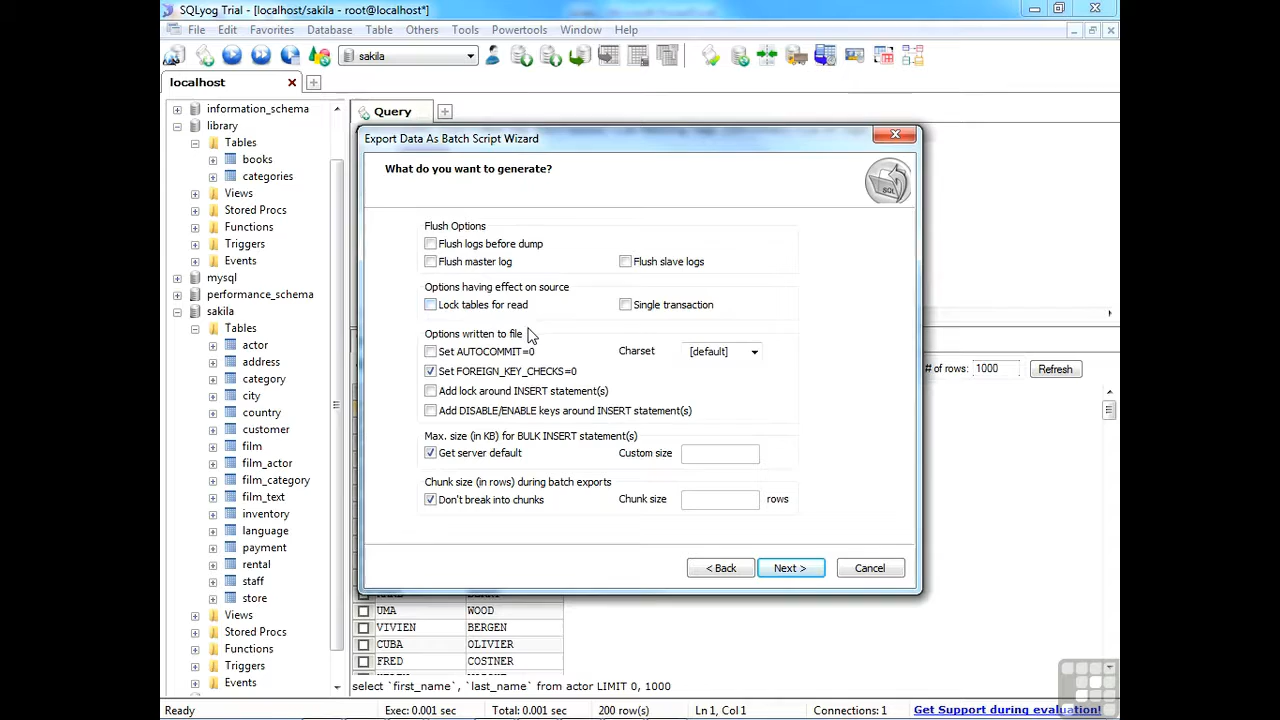 SQLyog Trial - [localhost/sakila - root@localhost*]
File Edit Favorites Database Table Others Tools Powertools Window Help
sakila
localhost
Query
information_schema
library
Tables
books
categories
Views
Stored Procs
Functions
Triggers
Events
mysql
performance_schema
sakila
Tables
actor
address
category
city
country
customer
film
film_actor
film_category
film_text
inventory
language
payment
rental
staff
store
Views
Stored Procs
Functions
Triggers
Events
Export Data As Batch Script Wizard
What do you want to generate?
SQL
Flush Options
Flush logs before dump
Flush master log Flush slave logs
Options having effect on source
Lock tables for read Single transaction
Options written to file
Set AUTOCOMMIT=0 Charset [default]
Set FOREIGN_KEY_CHECKS=0
Add lock around INSERT statement(s)
Add DISABLE/ENABLE keys around INSERT statement(s)
Max. size (in KB) for BULK INSERT statement(s)
Get server default Custom size
Chunk size (in rows) during batch exports
Don't break into chunks Chunk size rows
< Back Next > Cancel
# of rows: 1000 Refresh
UMA WOOD
VIVIEN BERGEN
CUBA OLIVIER
FRED COSTNER
select `first_name`, `last_name` from actor LIMIT 0, 1000
Ready Exec: 0.001 sec Total: 0.001 sec 200 row(s) Ln 1, Col 1 Connections: 1 Get Support during evaluation!